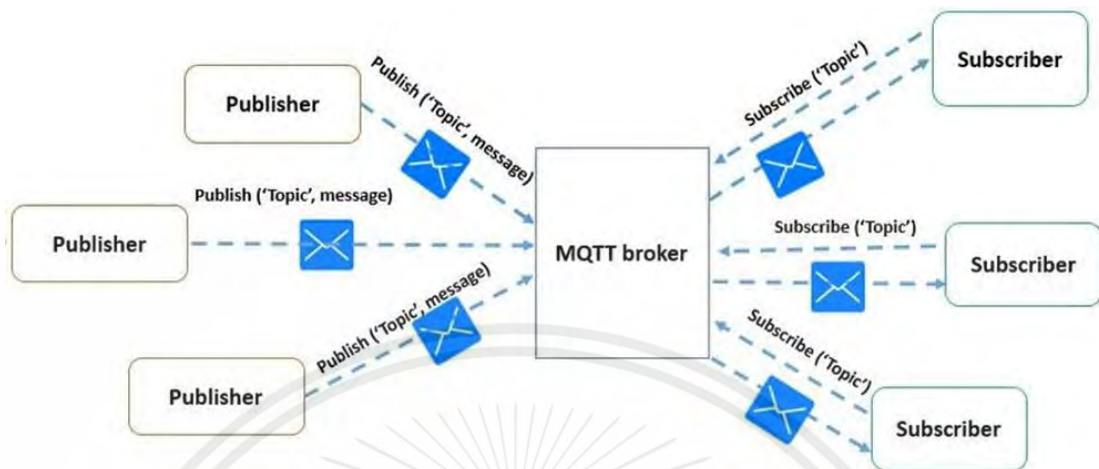 Publisher
Publish (‘Topic’, message)
Publish (‘Topic’, message)
Publisher
Publish (‘Topic’, message)
Publisher
MQTT broker
Subscribe (‘Topic’)
Subscriber
Subscribe (‘Topic’)
Subscriber
Subscribe (‘Topic’)
Subscriber